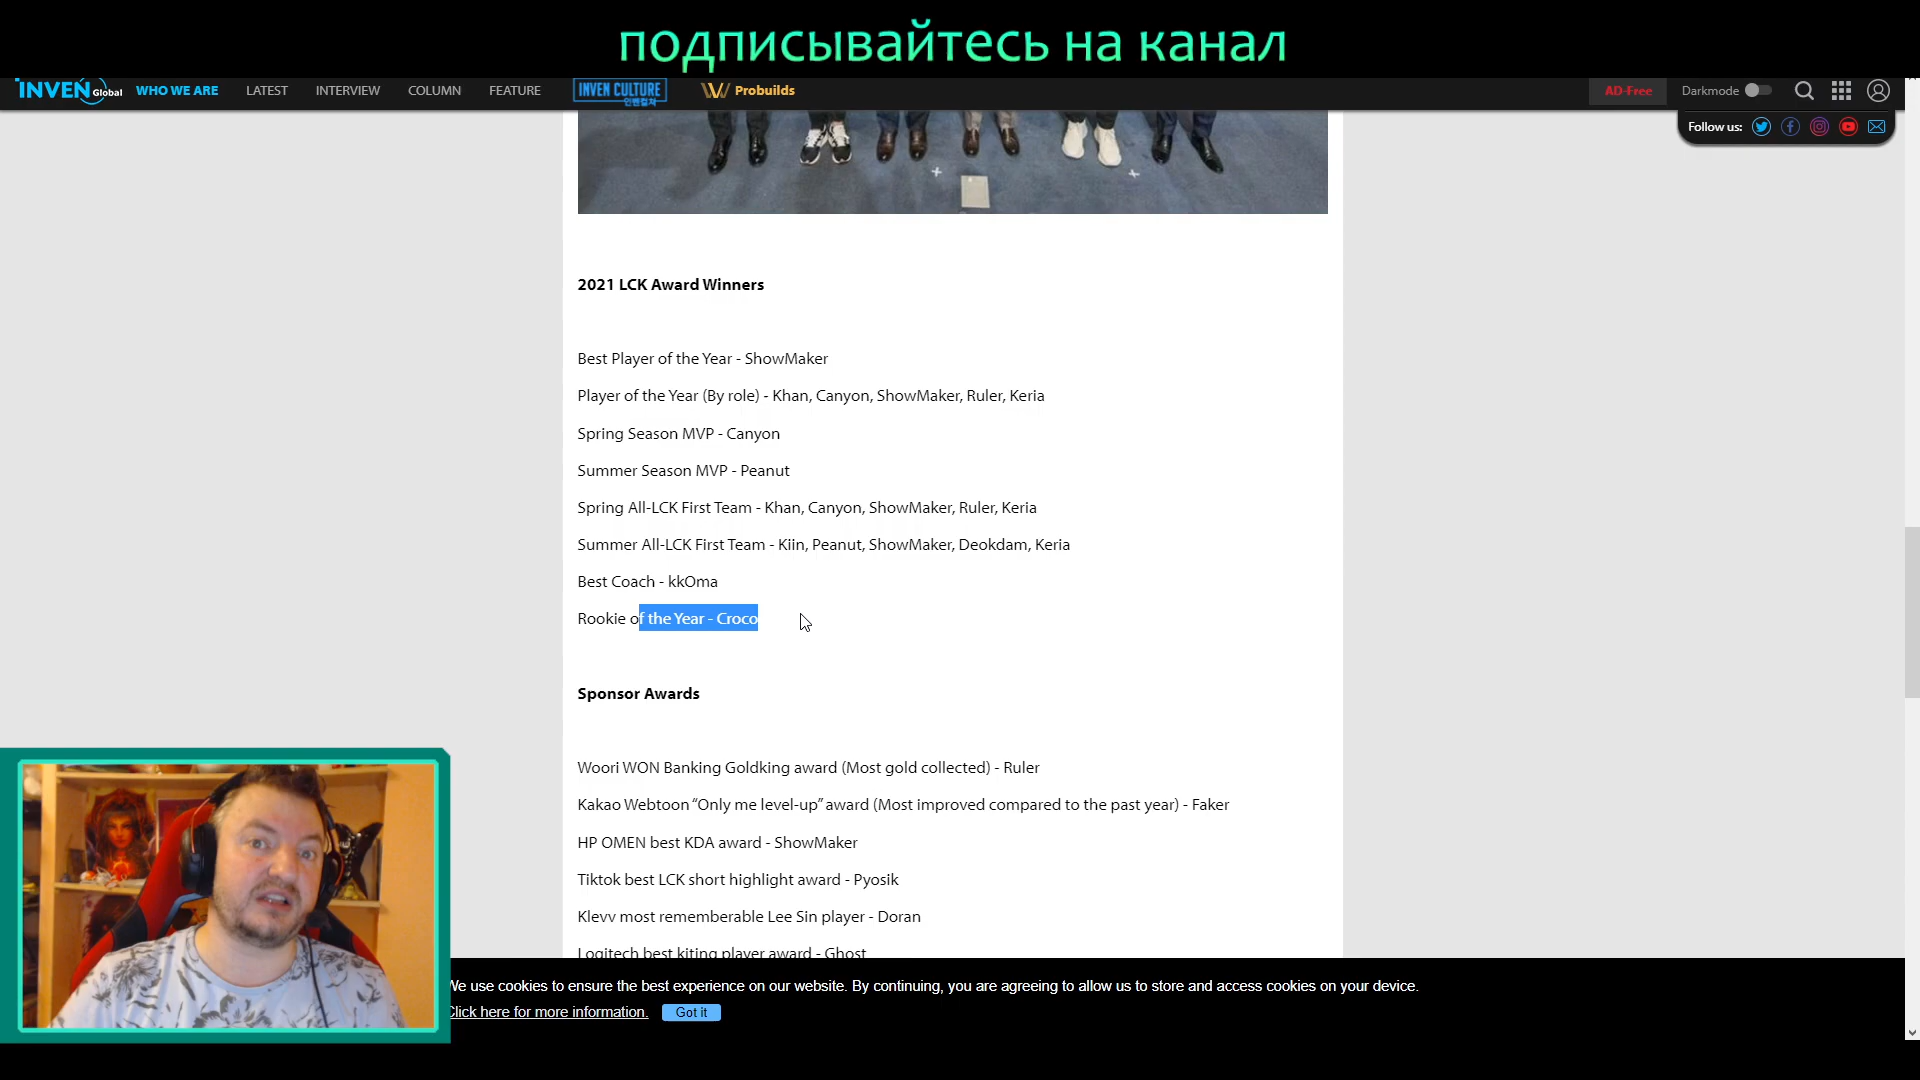 подписывайтесь на канал
INVEN Global WHO WE ARE LATEST INTERVIEW COLUMN FEATURE INVEN CULTURE 인벤컬쳐 Probuilds AD-Free Darkmode
Follow us:
2021 LCK Award Winners
Best Player of the Year - ShowMaker
Player of the Year (By role) - Khan, Canyon, ShowMaker, Ruler, Keria
Spring Season MVP - Canyon
Summer Season MVP - Peanut
Spring All-LCK First Team - Khan, Canyon, ShowMaker, Ruler, Keria
Summer All-LCK First Team - Kiin, Peanut, ShowMaker, Deokdam, Keria
Best Coach - kkOma
Rookie of the Year - Croco
Sponsor Awards
Woori WON Banking Goldking award (Most gold collected) - Ruler
Kakao Webtoon “Only me level-up” award (Most improved compared to the past year) - Faker
HP OMEN best KDA award - ShowMaker
Tiktok best LCK short highlight award - Pyosik
Klevv most rememberable Lee Sin player - Doran
Logitech best kiting player award - Ghost
We use cookies to ensure the best experience on our website. By continuing, you are agreeing to allow us to store and access cookies on your device.
Click here for more information. Got it